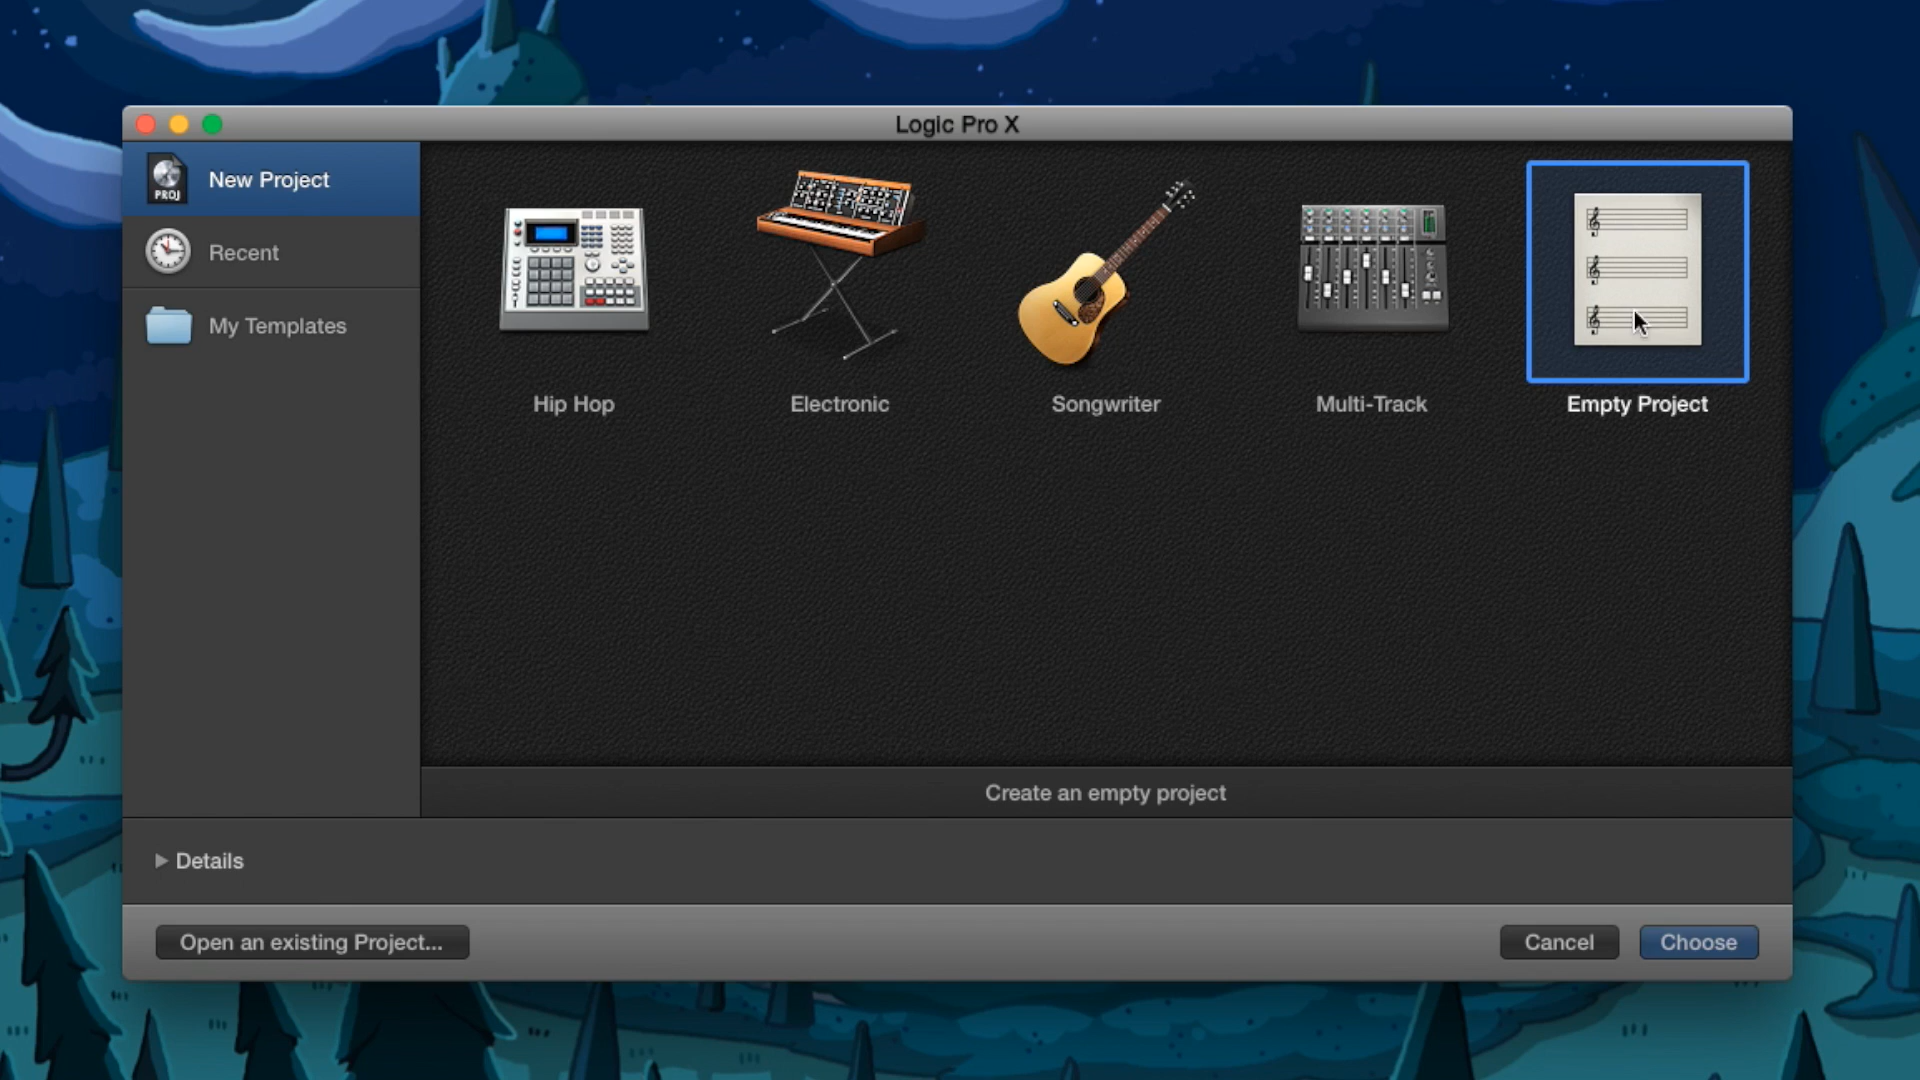 Logic Pro X
PROJ
New Project
Recent
My Templates
Hip Hop
Electronic
Songwriter
Multi-Track
Empty Project
Create an empty project
Details
Open an existing Project...
Cancel
Choose